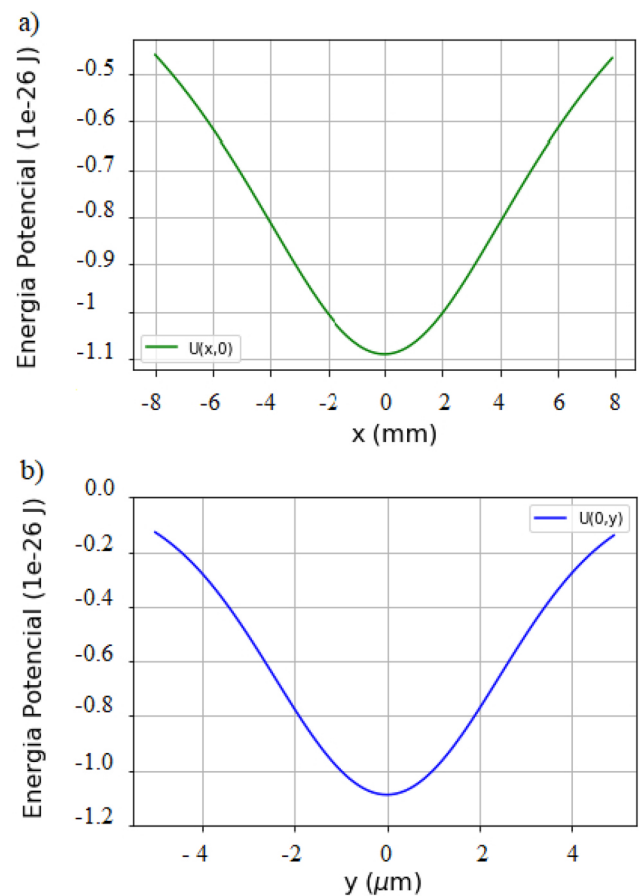 a)
Energia Potencial (1e-26 J)
-0.5
-0.6
-0.7
-0.8
-0.9
-1
-1.1
U(x,0)
-8 -6 -4 -2 0 2 4 6 8
x (mm)
b)
Energia Potencial (1e-26 J)
0.0
-0.2
-0.4
-0.6
-0.8
-1.0
-1.2
U(0,y)
- 4 -2 0 2 4
y (μm)